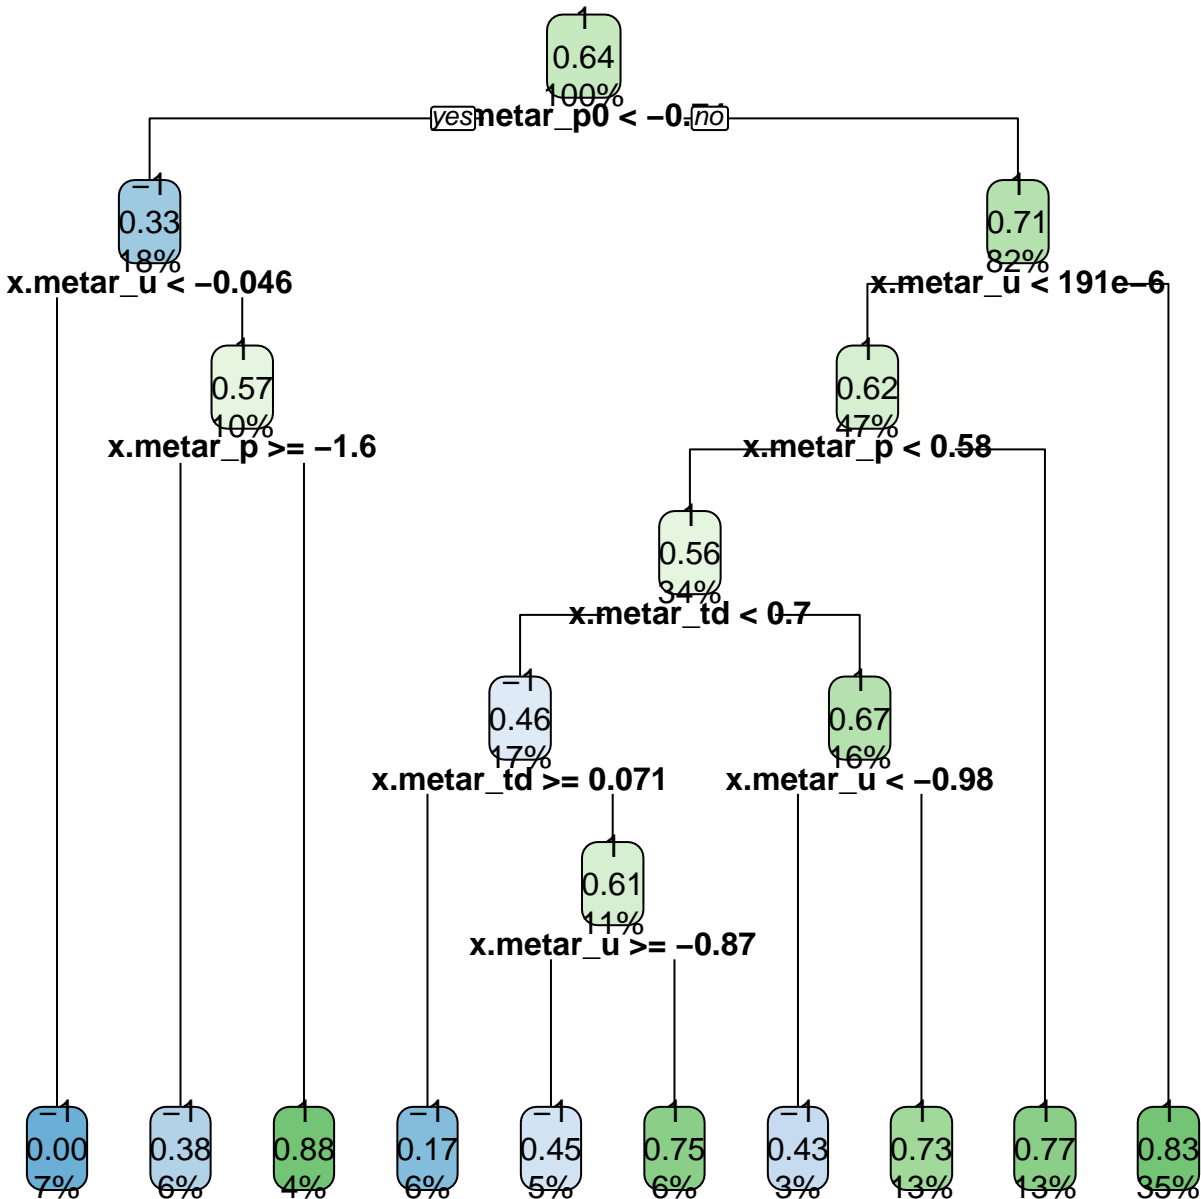 1
0.64
100%
yes metar_p0 < −0. no
−1
0.33
18%
x.metar_u < −0.046
1
0.71
82%
x.metar_u < 191e−6
1
0.57
10%
x.metar_p >= −1.6
1
0.62
47%
x.metar_p < 0.58
1
0.56
34%
x.metar_td < 0.7
−1
0.46
17%
x.metar_td >= 0.071
1
0.67
16%
x.metar_u < −0.98
1
0.61
11%
x.metar_u >= −0.87
−1 −1 1 −1 −1 1 −1 1 1 1
0.00 0.38 0.88 0.17 0.45 0.75 0.43 0.73 0.77 0.83
7% 6% 4% 6% 5% 6% 3% 13% 13% 35%